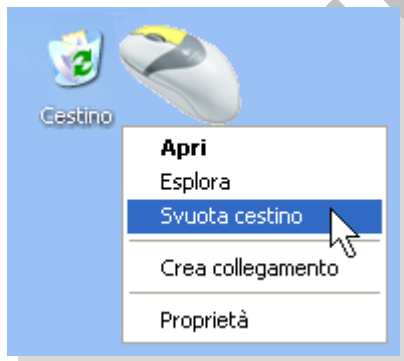 Cestino
Apri
Esplora
Svuota cestino
Crea collegamento
Proprietà